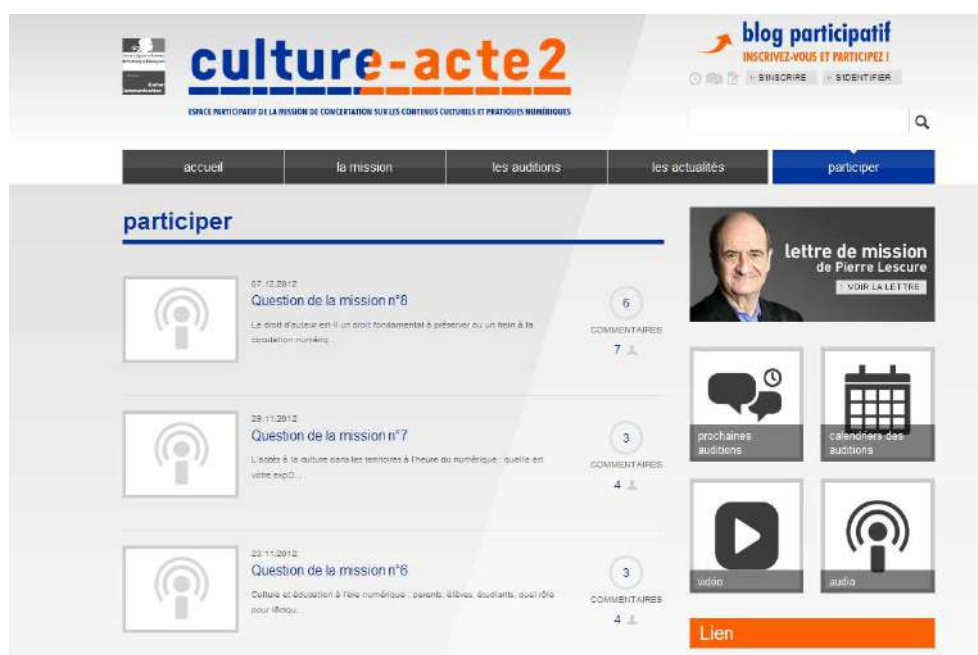 culture-acte2
ESPACE PARTICIPATIF DE LA MISSION DE CONCERTATION SUR LES CONTENUS CULTURELS ET PRATIQUES NUMÉRIQUES
blog participatif
INSCRIVEZ-VOUS ET PARTICIPEZ !
S'INSCRIRE
S'IDENTIFIER
accueil
la mission
les auditions
les actualités
participer
participer
07.12.2012
Question de la mission n°8
Le droit d'auteur est-il un droit fondamental à préserver ou un frein à la
circulation numériq...
6
COMMENTAIRES
7
29.11.2012
Question de la mission n°7
L'accès à la culture dans les territoires à l'heure du numérique : quelle est
votre exp...
3
COMMENTAIRES
4
23.11.2012
Question de la mission n°6
Culture et éducation à l'ère numérique : parents, élèves, étudiants, quel rôle
pour
3
COMMENTAIRES
4
lettre de mission
de Pierre Lescure
VOIR LA LETTRE
prochaines
auditions
calendriers des
auditions
vidéo
audio
Lien